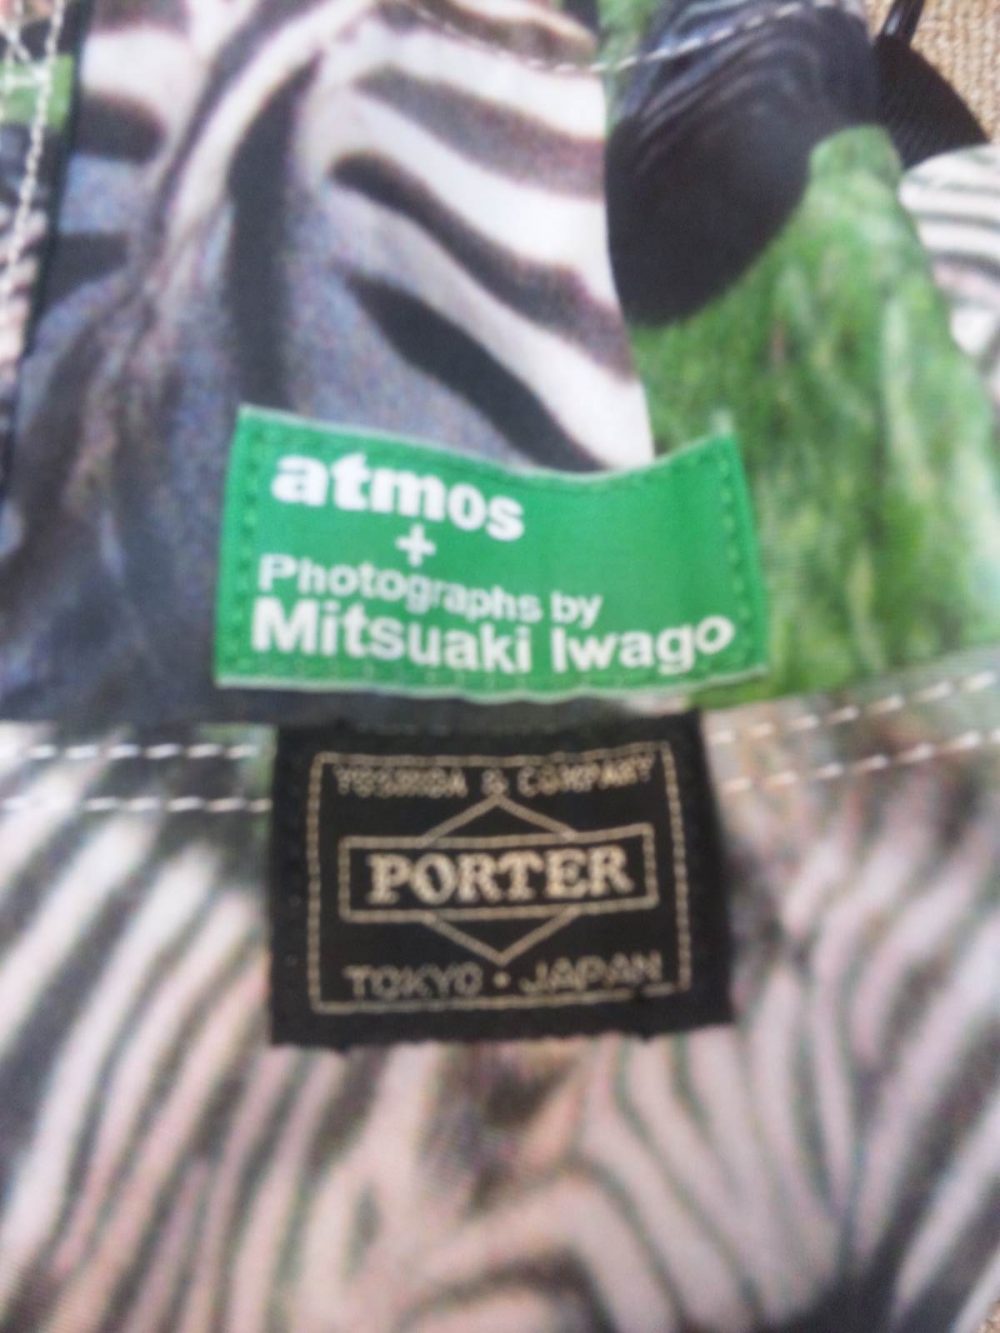 atmos
+
Photographs by
Mitsuaki Iwago
YOSHIDA & COMPANY
PORTER
TOKYO • JAPAN